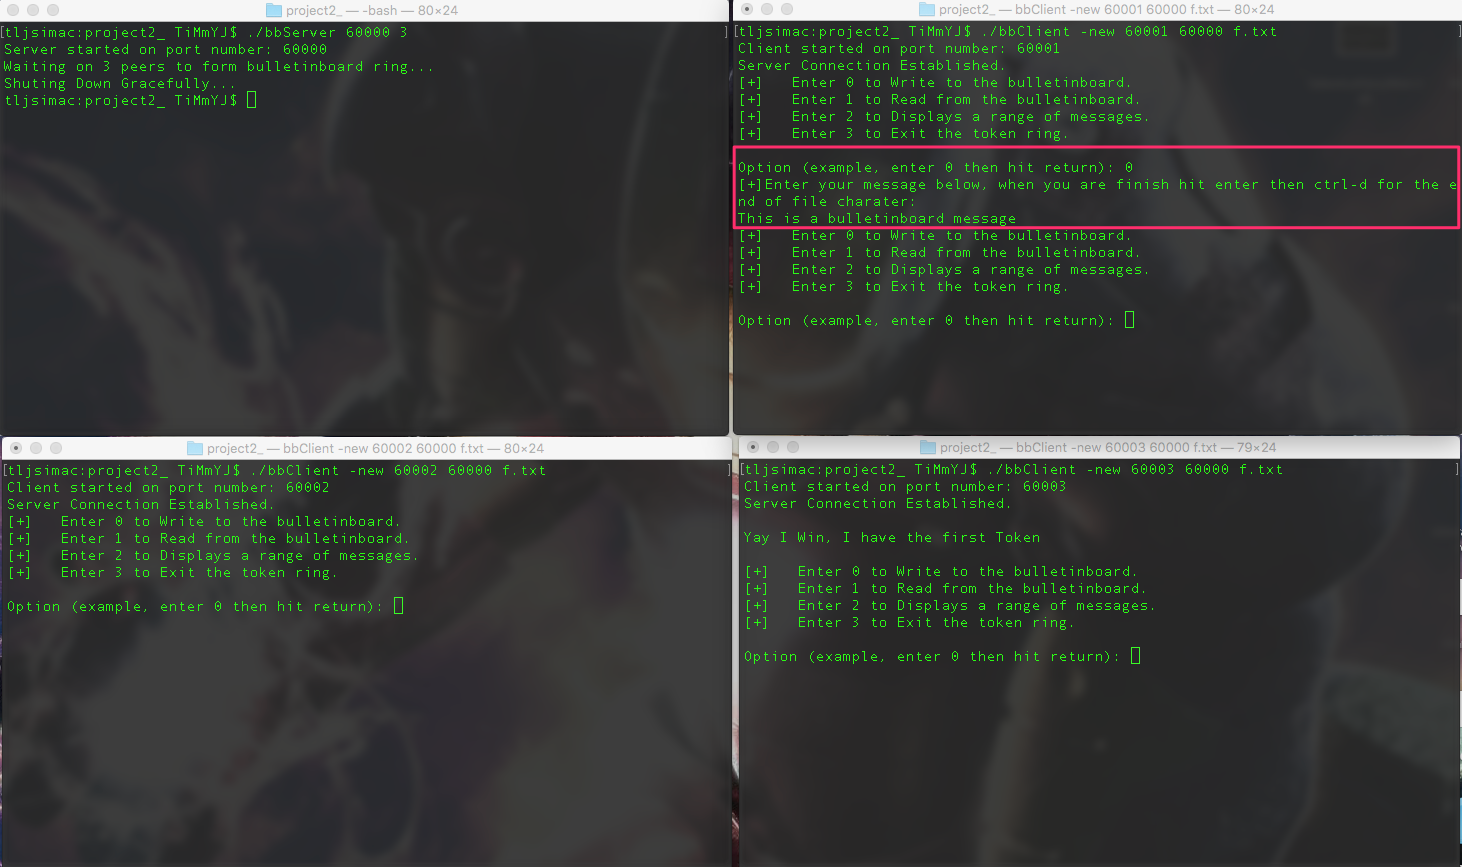 project2_ — -bash — 80×24
[tljsimac:project2_ TiMmYJ$ ./bbServer 60000 3 ]
Server started on port number: 60000
Waiting on 3 peers to form bulletinboard ring...
Shuting Down Gracefully...
tljsimac:project2_ TiMmYJ$
project2_ — bbClient -new 60001 60000 f.txt — 80×24
[tljsimac:project2_ TiMmYJ$ ./bbClient -new 60001 60000 f.txt ]
Client started on port number: 60001
Server Connection Established.
[+] Enter 0 to Write to the bulletinboard.
[+] Enter 1 to Read from the bulletinboard.
[+] Enter 2 to Displays a range of messages.
[+] Enter 3 to Exit the token ring.
Option (example, enter 0 then hit return): 0
[+]Enter your message below, when you are finish hit enter then ctrl-d for the e
nd of file charater:
This is a bulletinboard message
[+] Enter 0 to Write to the bulletinboard.
[+] Enter 1 to Read from the bulletinboard.
[+] Enter 2 to Displays a range of messages.
[+] Enter 3 to Exit the token ring.
Option (example, enter 0 then hit return):
project2_ — bbClient -new 60002 60000 f.txt — 80×24
[tljsimac:project2_ TiMmYJ$ ./bbClient -new 60002 60000 f.txt ]
Client started on port number: 60002
Server Connection Established.
[+] Enter 0 to Write to the bulletinboard.
[+] Enter 1 to Read from the bulletinboard.
[+] Enter 2 to Displays a range of messages.
[+] Enter 3 to Exit the token ring.
Option (example, enter 0 then hit return):
project2_ — bbClient -new 60003 60000 f.txt — 79×24
[tljsimac:project2_ TiMmYJ$ ./bbClient -new 60003 60000 f.txt ]
Client started on port number: 60003
Server Connection Established.
Yay I Win, I have the first Token
[+] Enter 0 to Write to the bulletinboard.
[+] Enter 1 to Read from the bulletinboard.
[+] Enter 2 to Displays a range of messages.
[+] Enter 3 to Exit the token ring.
Option (example, enter 0 then hit return):